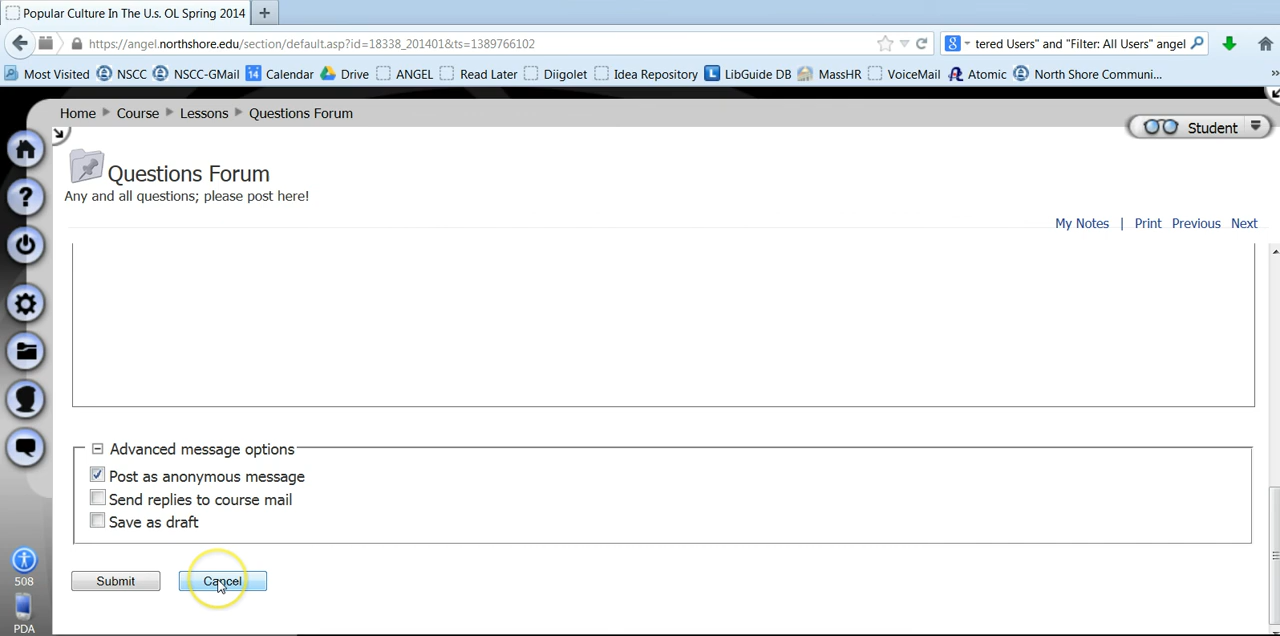 Popular Culture In The U.s. OL Spring 2014
https://angel.northshore.edu/section/default.asp?id=18338_201401&ts=1389766102
tered Users" and "Filter: All Users" angel
Most Visited NSCC NSCC-GMail 14 Calendar Drive ANGEL Read Later Diigolet Idea Repository L LibGuide DB MassHR VoiceMail Atomic North Shore Communi...
Home Course Lessons Questions Forum
Student
Questions Forum
Any and all questions; please post here!
My Notes | Print Previous Next
Advanced message options
Post as anonymous message
Send replies to course mail
Save as draft
Submit Cancel
508
PDA